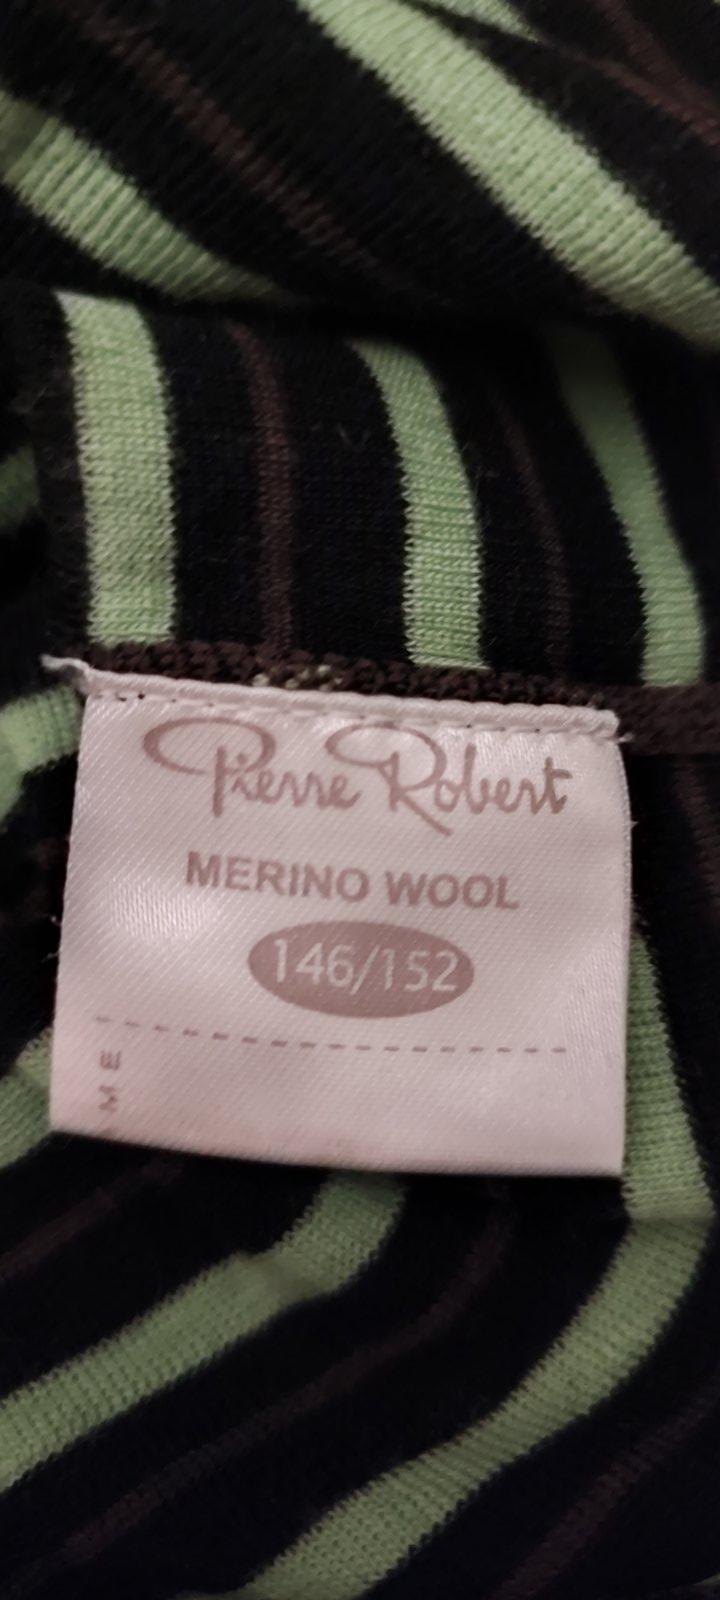 Pierre Robert
MERINO WOOL
146/152